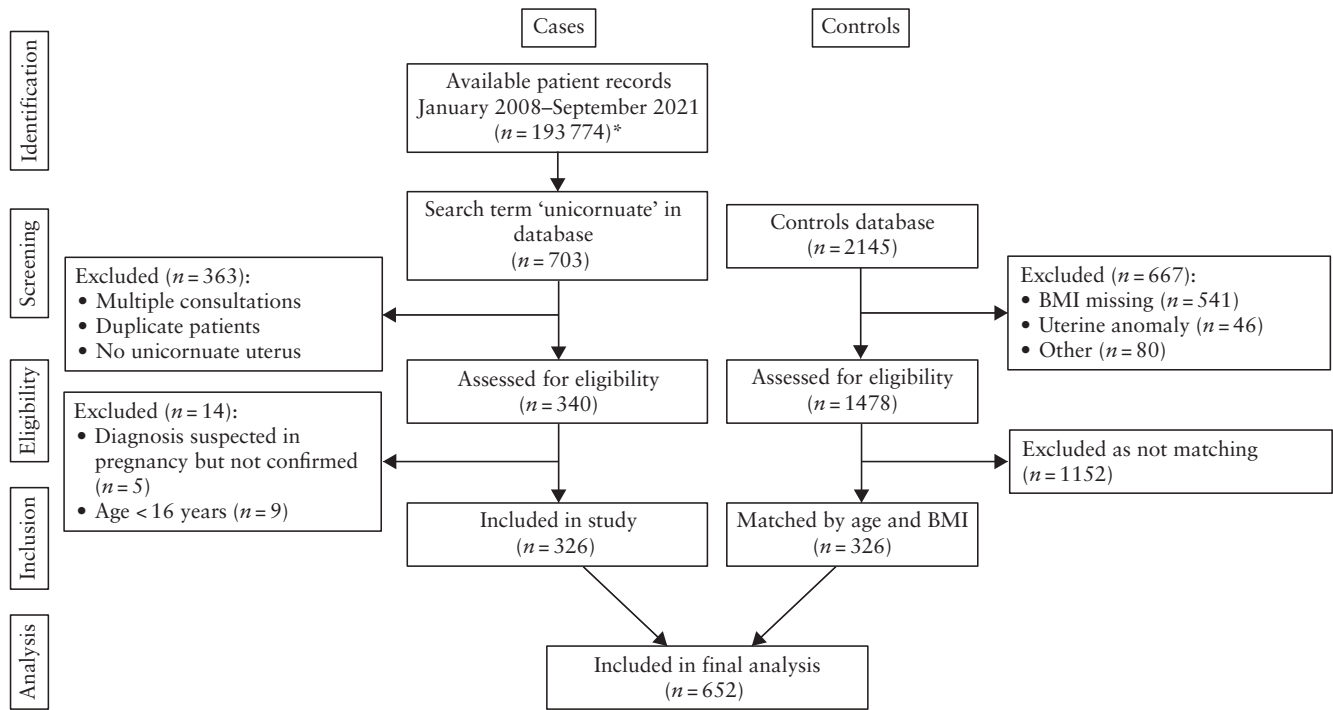 Cases
Controls
Identification
Available patient records
January 2008–September 2021
(n = 193 774)*
Screening
Search term ‘unicornuate’ in
database
(n = 703)
Controls database
(n = 2145)
Excluded (n = 363):
• Multiple consultations
• Duplicate patients
• No unicornuate uterus
Excluded (n = 667):
• BMI missing (n = 541)
• Uterine anomaly (n = 46)
• Other (n = 80)
Eligibility
Assessed for eligibility
(n = 340)
Assessed for eligibility
(n = 1478)
Excluded (n = 14):
• Diagnosis suspected in
pregnancy but not confirmed
(n = 5)
• Age < 16 years (n = 9)
Excluded as not matching
(n = 1152)
Inclusion
Included in study
(n = 326)
Matched by age and BMI
(n = 326)
Analysis
Included in final analysis
(n = 652)